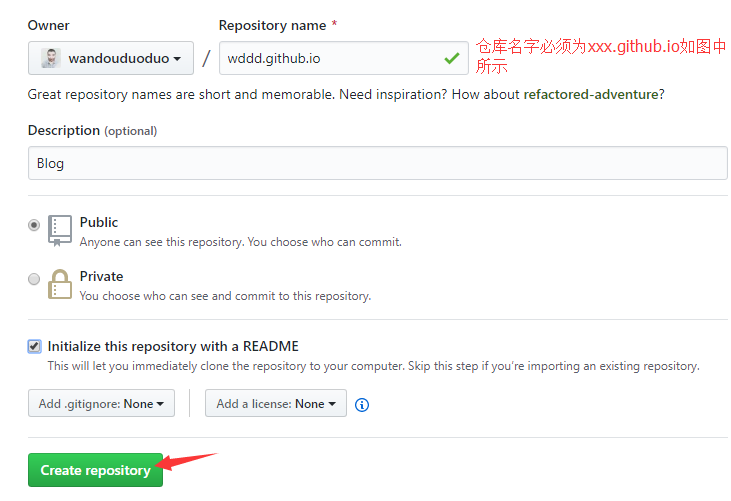 Owner
Repository name *
wandouduoduo
/
wddd.github.io
仓库名字必须为xxx.github.io如图中
所示
Great repository names are short and memorable. Need inspiration? How about refactored-adventure?
Description (optional)
Blog
Public
Anyone can see this repository. You choose who can commit.
Private
You choose who can see and commit to this repository.
Initialize this repository with a README
This will let you immediately clone the repository to your computer. Skip this step if you’re importing an existing repository.
Add .gitignore: None
Add a license: None
Create repository